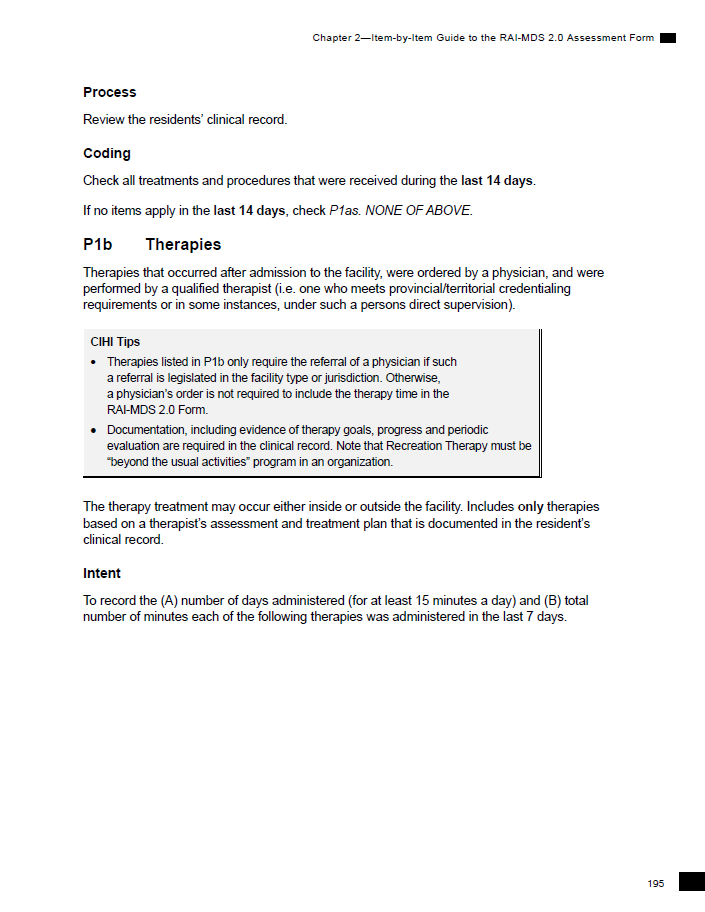 Chapter 2—Item-by-Item Guide to the RAI-MDS 2.0 Assessment Form
Process
Review the residents’ clinical record.
Coding
Check all treatments and procedures that were received during the last 14 days.
If no items apply in the last 14 days, check P1as. NONE OF ABOVE.
P1b Therapies
Therapies that occurred after admission to the facility, were ordered by a physician, and were
performed by a qualified therapist (i.e. one who meets provincial/territorial credentialing
requirements or in some instances, under such a persons direct supervision).
CIHI Tips
• Therapies listed in P1b only require the referral of a physician if such
a referral is legislated in the facility type or jurisdiction. Otherwise,
a physician’s order is not required to include the therapy time in the
RAI-MDS 2.0 Form.
• Documentation, including evidence of therapy goals, progress and periodic
evaluation are required in the clinical record. Note that Recreation Therapy must be
“beyond the usual activities” program in an organization.
The therapy treatment may occur either inside or outside the facility. Includes only therapies
based on a therapist’s assessment and treatment plan that is documented in the resident’s
clinical record.
Intent
To record the (A) number of days administered (for at least 15 minutes a day) and (B) total
number of minutes each of the following therapies was administered in the last 7 days.
195